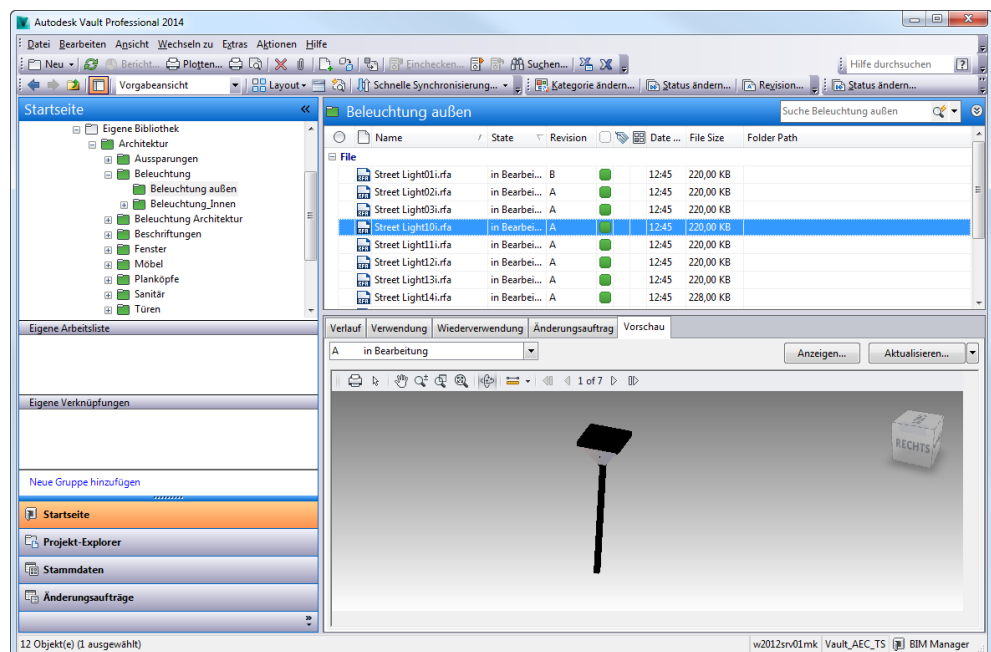 Autodesk Vault Professional 2014
Datei Bearbeiten Ansicht Wechseln zu Extras Aktionen Hilfe
Neu Bericht... Plotten... Einchecken... Suchen... Hilfe durchsuchen
Vorgabeansicht Layout Schnelle Synchronisierung... Kategorie ändern... Status ändern... Revision... Status ändern...
Startseite
Eigene Bibliothek
Architektur
Aussparungen
Beleuchtung
Beleuchtung außen
Beleuchtung_Innen
Beleuchtung Architektur
Beschriftungen
Fenster
Möbel
Planköpfe
Sanitär
Türen
Eigene Arbeitsliste
Eigene Verknüpfungen
Neue Gruppe hinzufügen
Startseite
Projekt-Explorer
Stammdaten
Änderungsaufträge
Beleuchtung außen Suche Beleuchtung außen
Name State Revision Date ... File Size Folder Path
File
Street Light01i.rfa in Bearbei... B 12:45 220,00 KB
Street Light02i.rfa in Bearbei... A 12:45 220,00 KB
Street Light03i.rfa in Bearbei... A 12:45 220,00 KB
Street Light10i.rfa in Bearbei... A 12:45 220,00 KB
Street Light11i.rfa in Bearbei... A 12:45 220,00 KB
Street Light12i.rfa in Bearbei... A 12:45 220,00 KB
Street Light13i.rfa in Bearbei... A 12:45 220,00 KB
Street Light14i.rfa in Bearbei... A 12:45 228,00 KB
Verlauf Verwendung Wiederverwendung Änderungsauftrag Vorschau
A in Bearbeitung Anzeigen... Aktualisieren...
1 of 7
RECHTS
12 Objekt(e) (1 ausgewählt) w2012srv01mk Vault_AEC_TS BIM Manager